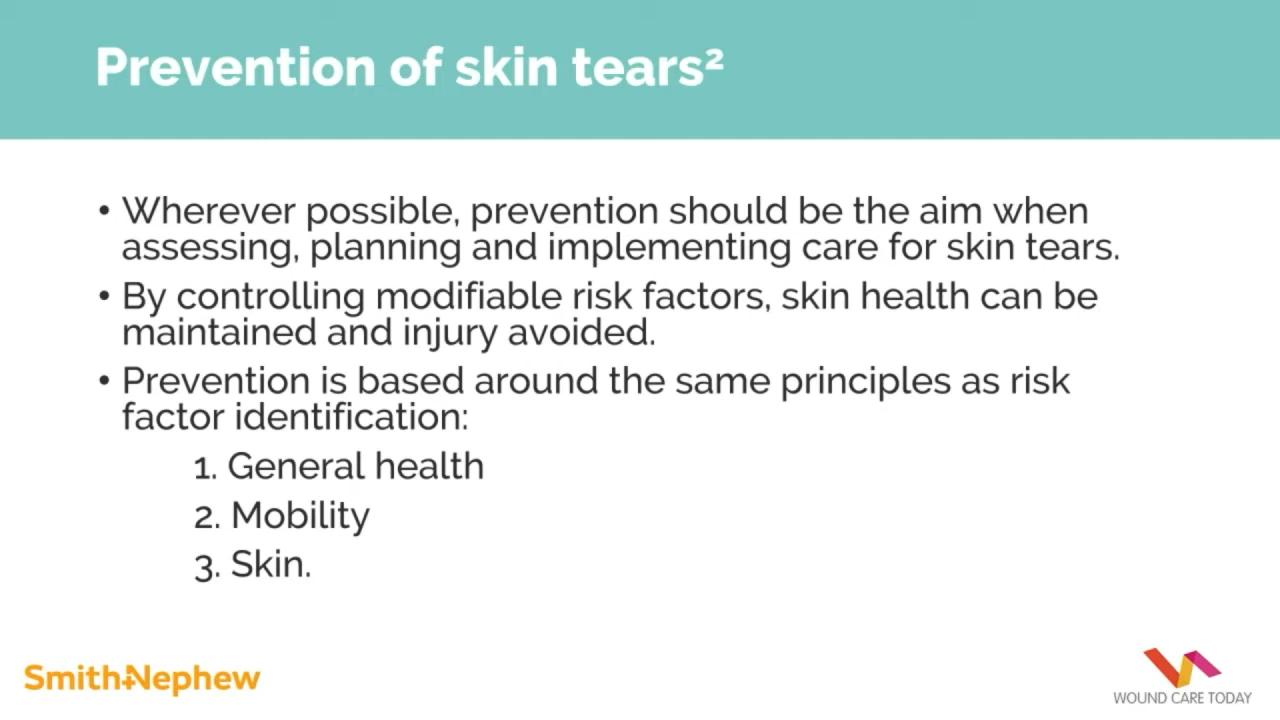 Prevention of skin tears²
• Wherever possible, prevention should be the aim when
assessing, planning and implementing care for skin tears.
• By controlling modifiable risk factors, skin health can be
maintained and injury avoided.
• Prevention is based around the same principles as risk
factor identification:
1. General health
2. Mobility
3. Skin.
Smith+Nephew
WOUND CARE TODAY